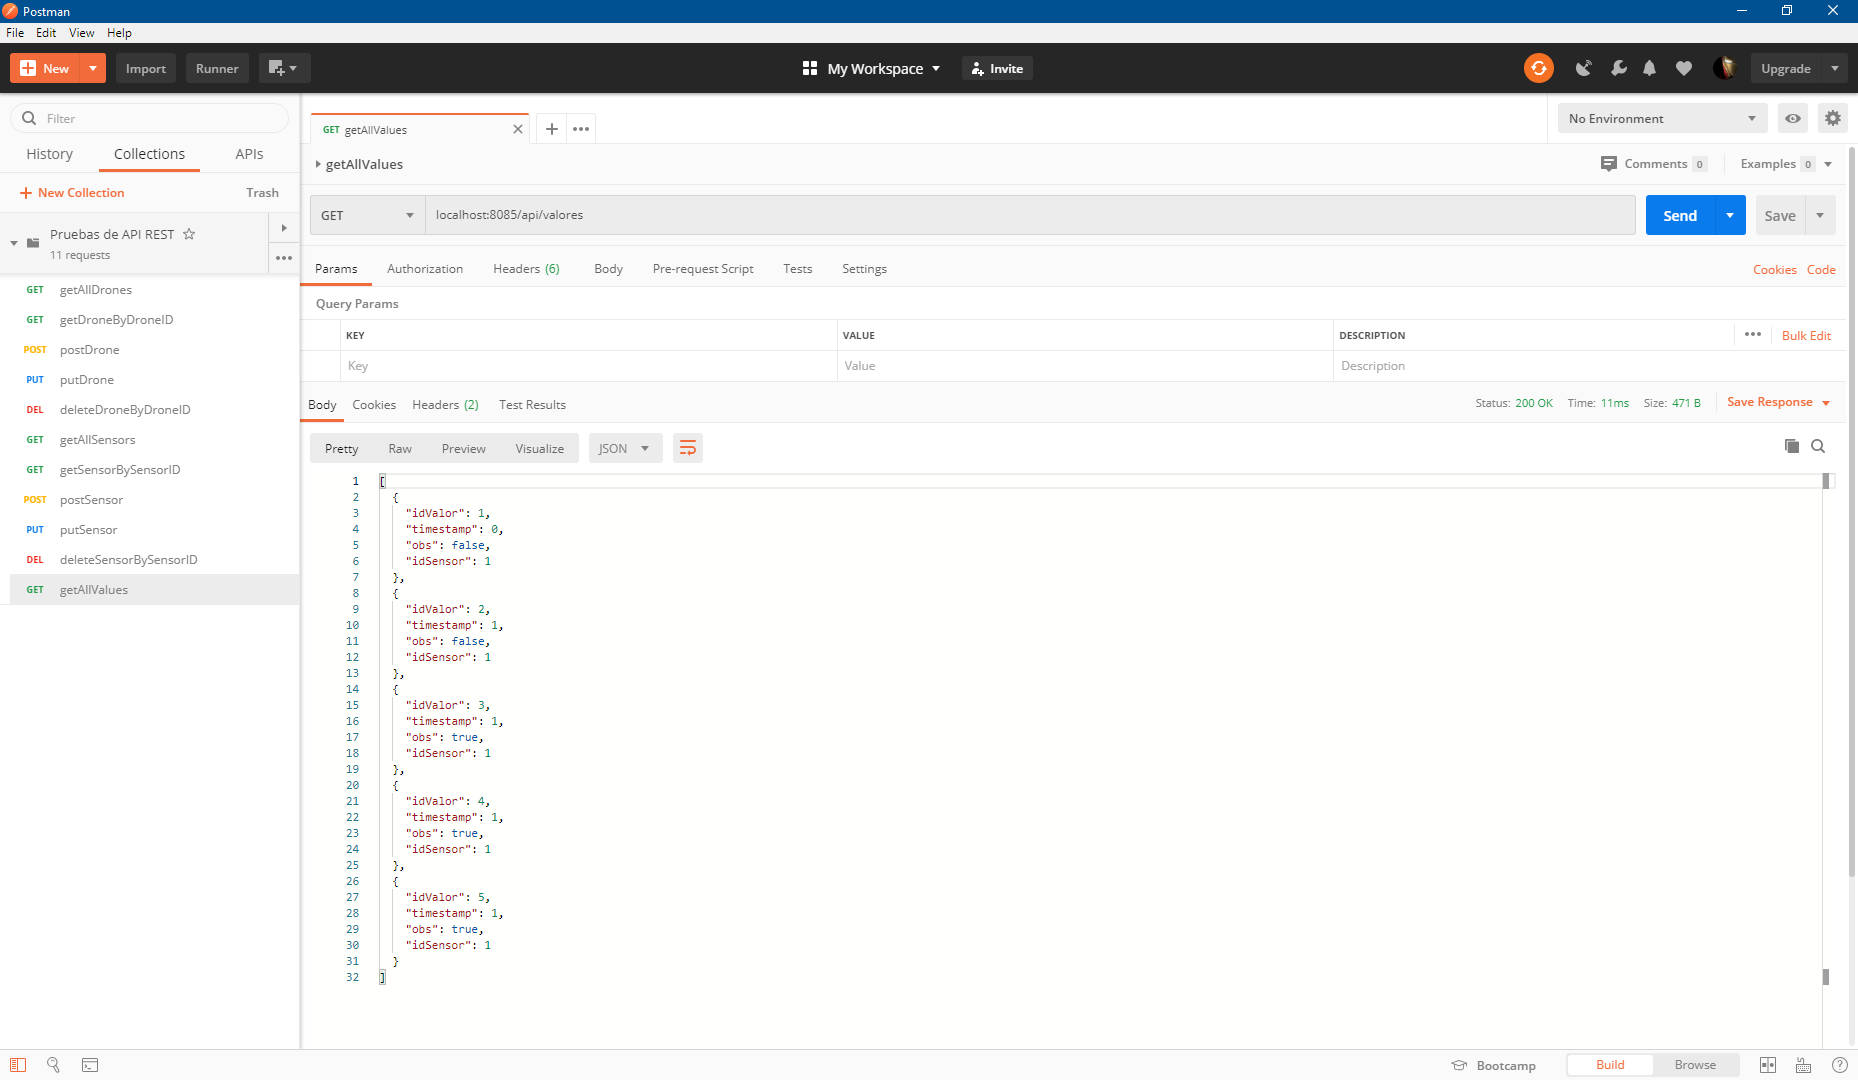 Postman
File Edit View Help
New Import Runner My Workspace Invite Upgrade
Filter
History Collections APIs
New Collection Trash
Pruebas de API REST
11 requests
GET getAllDrones
GET getDroneByDroneID
POST postDrone
PUT putDrone
DEL deleteDroneByDroneID
GET getAllSensors
GET getSensorBySensorID
POST postSensor
PUT putSensor
DEL deleteSensorBySensorID
GET getAllValues
GET getAllValues No Environment
getAllValues Comments 0 Examples 0
GET localhost:8085/api/valores Send Save
Params Authorization Headers (6) Body Pre-request Script Tests Settings Cookies Code
Query Params
KEY VALUE DESCRIPTION Bulk Edit
Key Value Description
Body Cookies Headers (2) Test Results Status: 200 OK Time: 11ms Size: 471 B Save Response
Pretty Raw Preview Visualize JSON
1 [
2 {
3 "idValor": 1,
4 "timestamp": 0,
5 "obs": false,
6 "idSensor": 1
7 },
8 {
9 "idValor": 2,
10 "timestamp": 1,
11 "obs": false,
12 "idSensor": 1
13 },
14 {
15 "idValor": 3,
16 "timestamp": 1,
17 "obs": true,
18 "idSensor": 1
19 },
20 {
21 "idValor": 4,
22 "timestamp": 1,
23 "obs": true,
24 "idSensor": 1
25 },
26 {
27 "idValor": 5,
28 "timestamp": 1,
29 "obs": true,
30 "idSensor": 1
31 }
32 ]
Bootcamp Build Browse